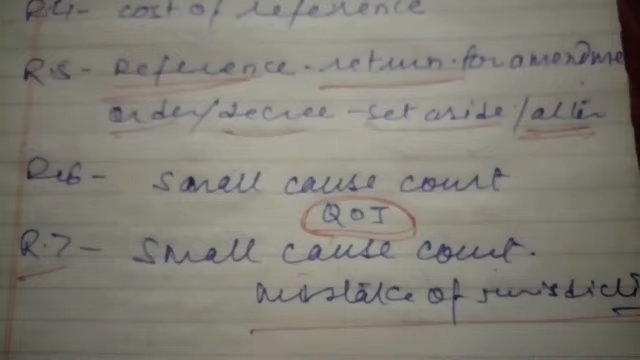 R.4- cost of reference
R.5- Reference. return. for amendme
order/decree - set aside/alter
R.6- Small cause court
QOJ
R.7- Small cause court.
mistake of jurisdicti